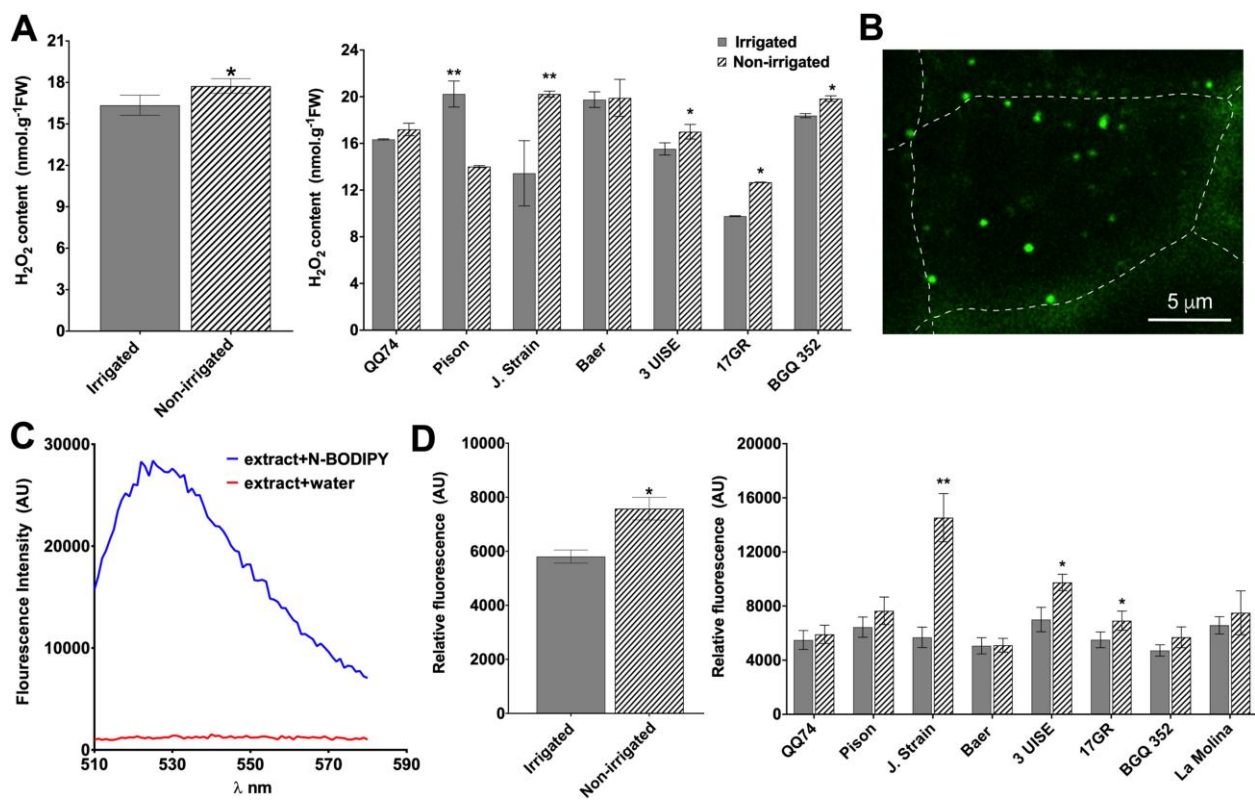 A
H₂O₂ content (nmol.g⁻¹FW)
21
18
15
12
9
6
3
0
*
Irrigated
Non-irrigated
H₂O₂ content (nmol.g⁻¹FW)
24
20
16
12
8
4
0
Irrigated
Non-irrigated
**
**
*
*
*
QQ74
Pison
J. Strain
Baer
3 UISE
17GR
BGQ 352
B
5 μm
C
Flourescence Intensity (AU)
30000
20000
10000
0
extract+N-BODIPY
extract+water
510
530
550
570
590
λ nm
D
Relative fluorescence (AU)
10000
8000
6000
4000
2000
0
*
Irrigated
Non-irrigated
Relative fluorescence (AU)
20000
16000
12000
8000
4000
0
**
*
*
QQ74
Pison
J. Strain
Baer
3 UISE
17GR
BGQ 352
La Molina